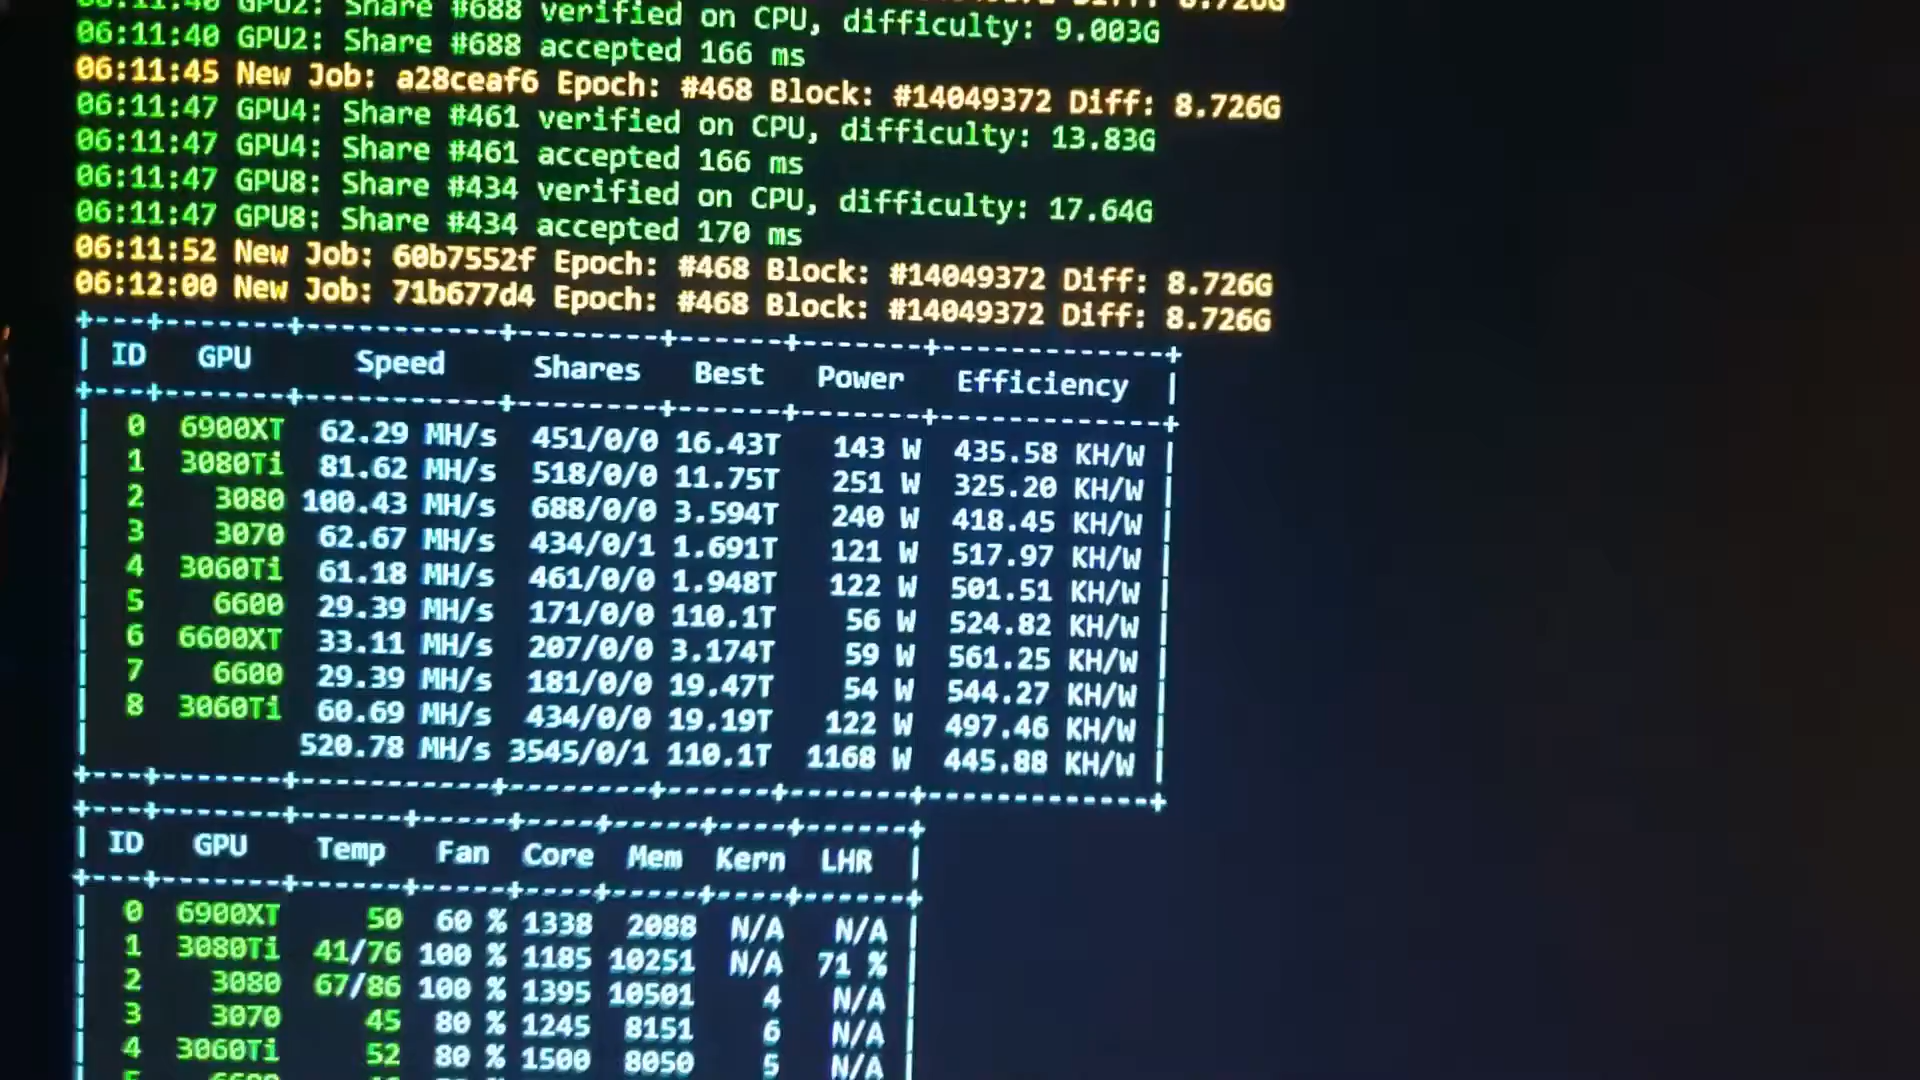 06:11:40 GPU2: Share #688 verified on CPU, difficulty: 9.003G
06:11:40 GPU2: Share #688 accepted 166 ms
06:11:45 New Job: a28ceaf6 Epoch: #468 Block: #14049372 Diff: 8.726G
06:11:47 GPU4: Share #461 verified on CPU, difficulty: 13.83G
06:11:47 GPU4: Share #461 accepted 166 ms
06:11:47 GPU8: Share #434 verified on CPU, difficulty: 17.64G
06:11:47 GPU8: Share #434 accepted 170 ms
06:11:52 New Job: 60b7552f Epoch: #468 Block: #14049372 Diff: 8.726G
06:12:00 New Job: 71b677d4 Epoch: #468 Block: #14049372 Diff: 8.726G
ID GPU Speed Shares Best Power Efficiency
0 6900XT 62.29 MH/s 451/0/0 16.43T 143 W 435.58 KH/W
1 3080Ti 81.62 MH/s 518/0/0 11.75T 251 W 325.20 KH/W
2 3080 100.43 MH/s 688/0/0 3.594T 240 W 418.45 KH/W
3 3070 62.67 MH/s 434/0/1 1.691T 121 W 517.97 KH/W
4 3060Ti 61.18 MH/s 461/0/0 1.948T 122 W 501.51 KH/W
5 6600 29.39 MH/s 171/0/0 110.1T 56 W 524.82 KH/W
6 6600XT 33.11 MH/s 207/0/0 3.174T 59 W 561.25 KH/W
7 6600 29.39 MH/s 181/0/0 19.47T 54 W 544.27 KH/W
8 3060Ti 60.69 MH/s 434/0/0 19.19T 122 W 497.46 KH/W
520.78 MH/s 3545/0/1 110.1T 1168 W 445.88 KH/W
ID GPU Temp Fan Core Mem Kern LHR
0 6900XT 50 60 % 1338 2088 N/A N/A
1 3080Ti 41/76 100 % 1185 10251 N/A 71 %
2 3080 67/86 100 % 1395 10501 4 N/A
3 3070 45 80 % 1245 8151 6 N/A
4 3060Ti 52 80 % 1500 8050 5 N/A